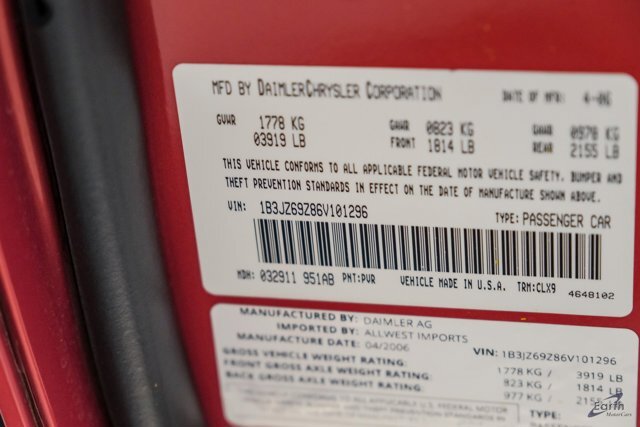 MFD BY DAIMLERCHRYSLER CORPORATION DATE OF MFR: 4-06
GVWR 1778 KG GAWR 0823 KG GAWR 0978 KG
03919 LB FRONT 1814 LB REAR 2155 LB
THIS VEHICLE CONFORMS TO ALL APPLICABLE FEDERAL MOTOR VEHICLE SAFETY, BUMPER AND
THEFT PREVENTION STANDARDS IN EFFECT ON THE DATE OF MANUFACTURE SHOWN ABOVE.
VIN: 1B3JZ69Z86V101296 TYPE: PASSENGER CAR
MDH: 032911 951AB PNT:PVR VEHICLE MADE IN U.S.A. TRM:CLX9
4648102
MANUFACTURED BY: DAIMLER AG
IMPORTED BY: ALLWEST IMPORTS
MANUFACTURE DATE: 04/2006 VIN: 1B3JZ69Z86V101296
GROSS VEHICLE WEIGHT RATING: 1778 KG / 3919 LB
FRONT GROSS AXLE WEIGHT RATING: 823 KG / 1814 LB
BACK GROSS AXLE WEIGHT RATING: 977 KG / 2155
TYPE:
Earth
MotorCars